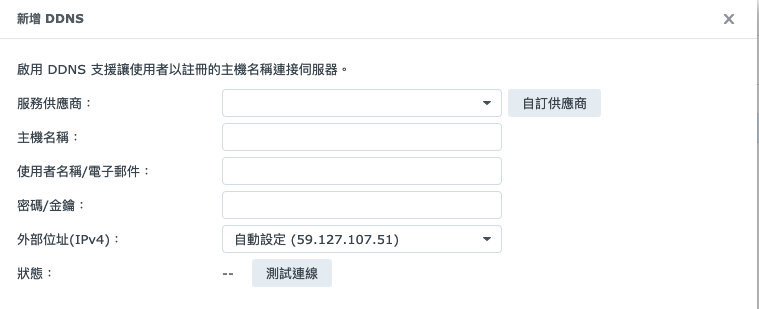 新增 DDNS
啟用 DDNS 支援讓使用者以註冊的主機名稱連接伺服器。
服務供應商：
自訂供應商
主機名稱：
使用者名稱/電子郵件：
密碼/金鑰：
外部位址(IPv4)：
自動設定 (59.127.107.51)
狀態：
--
測試連線